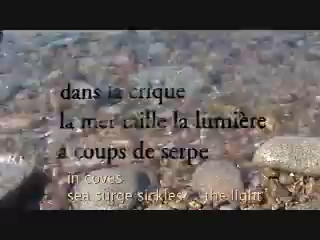 dans la crique
la mer taille la lumière
à coups de serpe
in coves
sea surge sickles the light